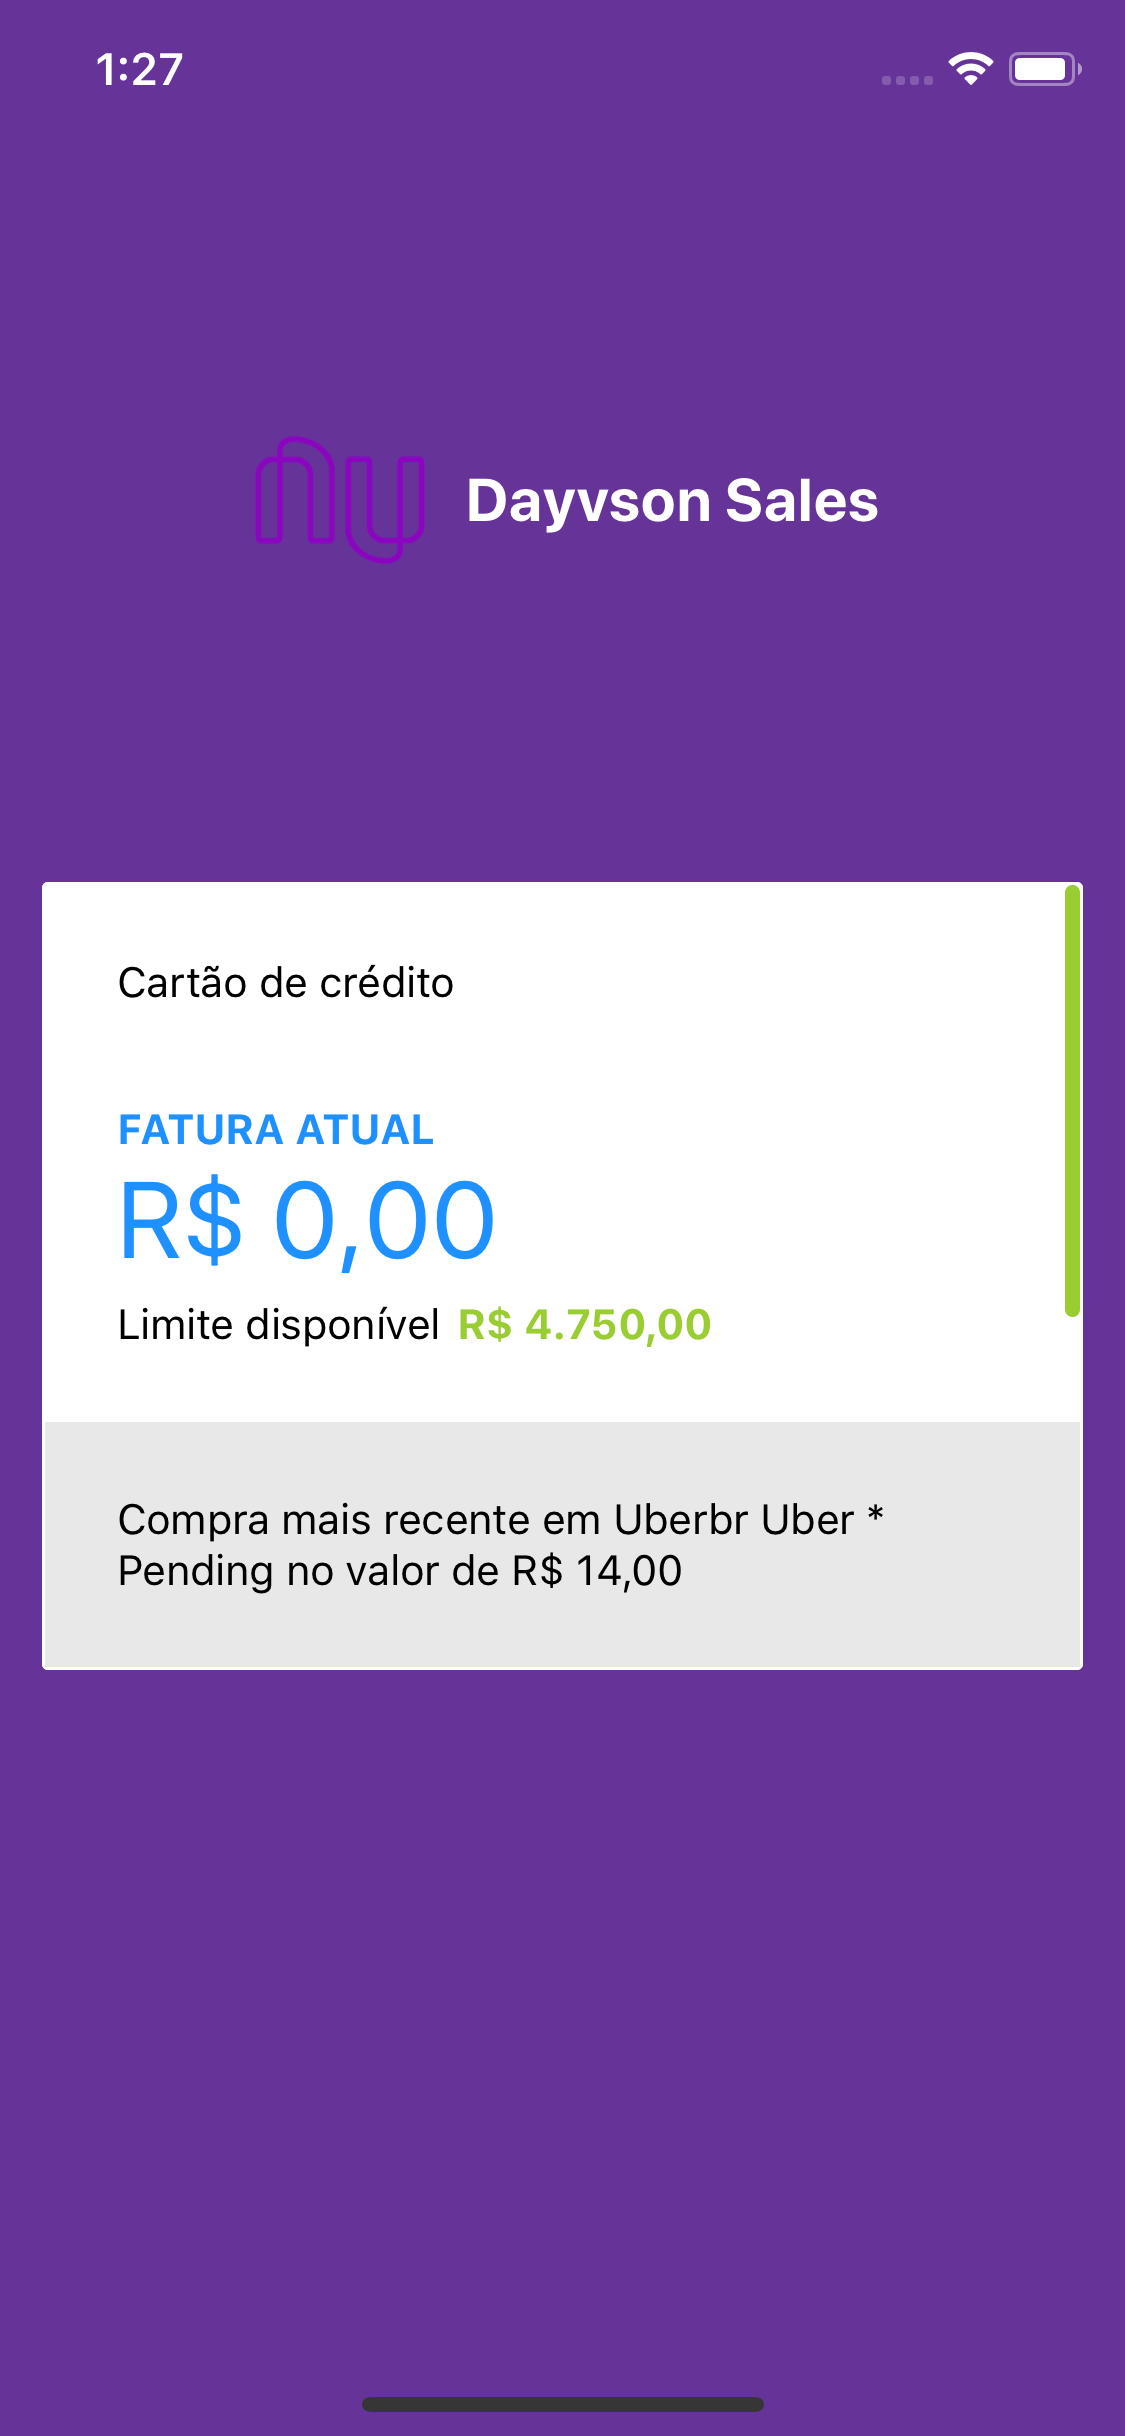 1:27
nu
Dayvson Sales
Cartão de crédito
FATURA ATUAL
R$ 0,00
Limite disponível R$ 4.750,00
Compra mais recente em Uberbr Uber *
Pending no valor de R$ 14,00